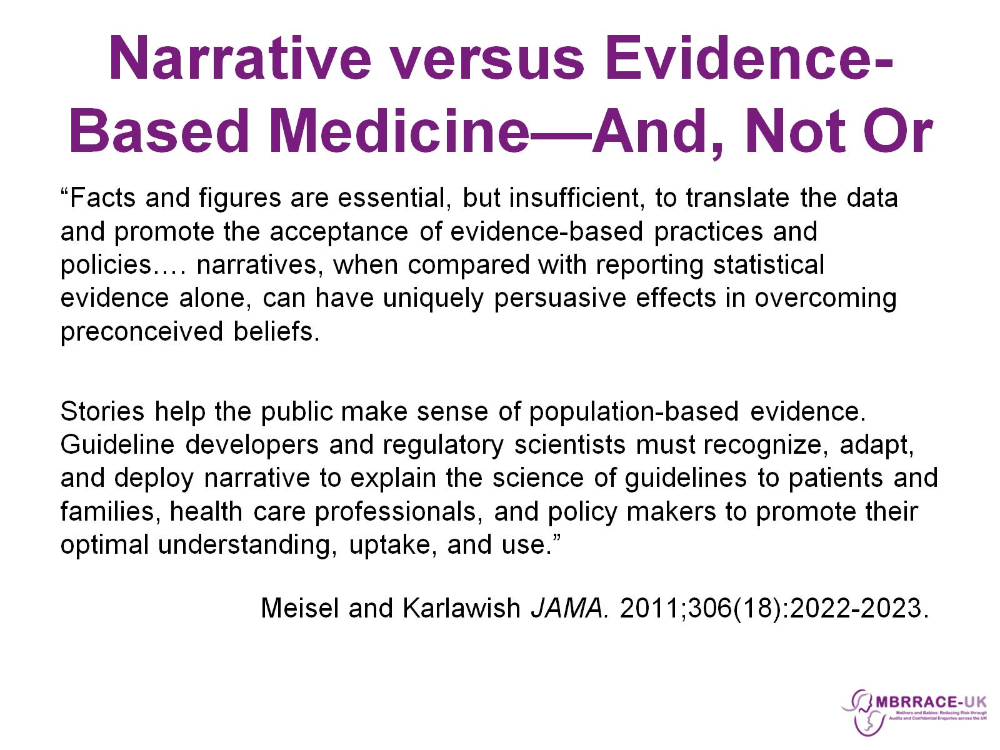 Narrative versus Evidence-
Based Medicine—And, Not Or
“Facts and figures are essential, but insufficient, to translate the data
and promote the acceptance of evidence-based practices and
policies…. narratives, when compared with reporting statistical
evidence alone, can have uniquely persuasive effects in overcoming
preconceived beliefs.
Stories help the public make sense of population-based evidence.
Guideline developers and regulatory scientists must recognize, adapt,
and deploy narrative to explain the science of guidelines to patients and
families, health care professionals, and policy makers to promote their
optimal understanding, uptake, and use.”
Meisel and Karlawish JAMA. 2011;306(18):2022-2023.
MBRRACE-UK
Mothers and Babies: Reducing Risk through
Audits and Confidential Enquiries across the UK